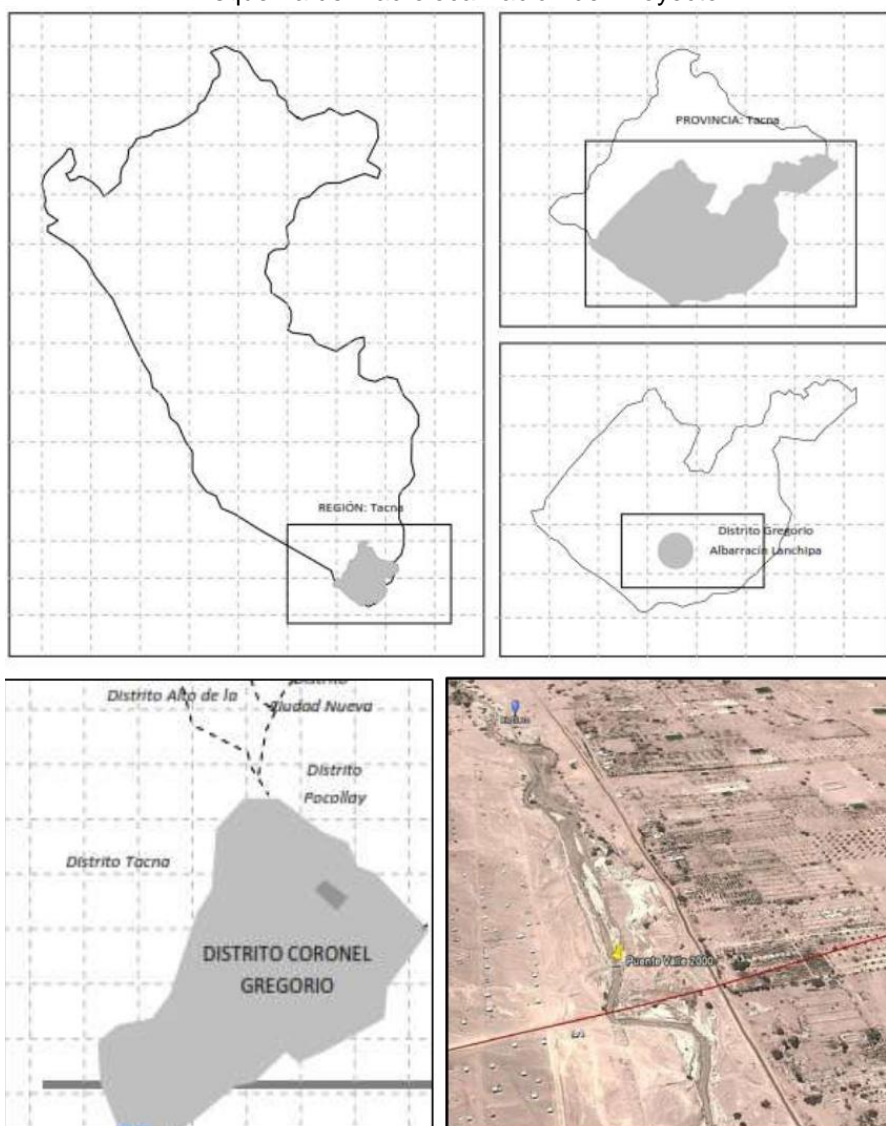 REGIÓN: Tacna
PROVINCIA: Tacna
Distrito Gregorio
Albarracín Lanchipa
Distrito Alto de la
Ciudad Nueva
Distrito
Pocollay
Distrito Tacna
DISTRITO CORONEL
GREGORIO
Puente Valle 2000